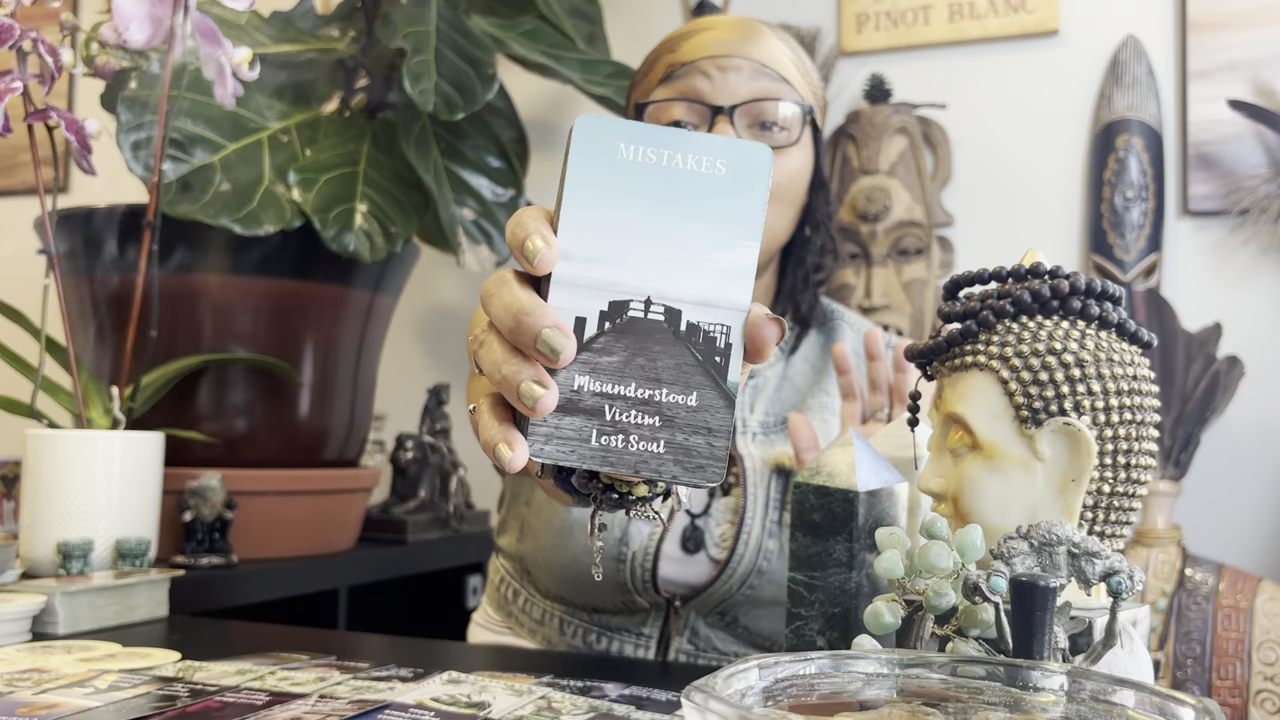 PINOT BLANC
MISTAKES
Misunderstood
Victim
Lost Soul